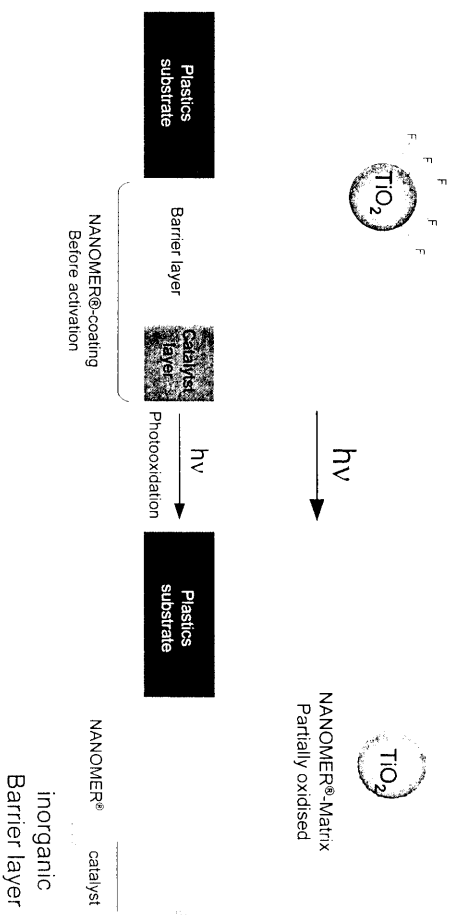 F
F
F
F
F
TiO2
hν
NANOMER®-Matrix
Partially oxidised
TiO2
Plastics
substrate
Barrier layer
Catalytst
layer
NANOMER®-coating
Before activation
hν
Photooxidation
Plastics
substrate
NANOMER®
catalyst
inorganic
Barrier layer